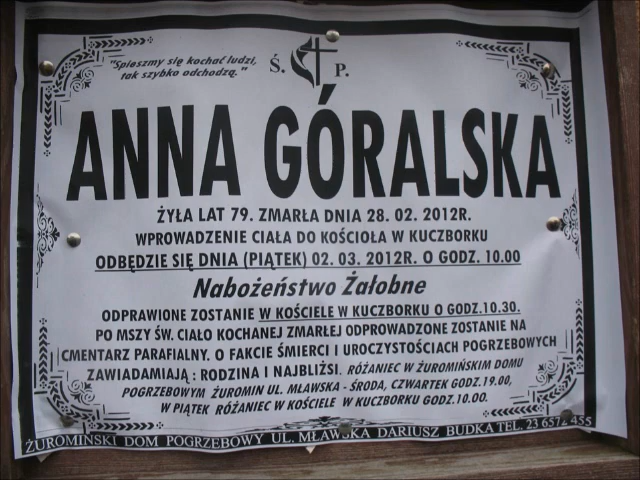 "Spieszmy się kochać ludzi,
tak szybko odchodzą."
Ś. P.
ANNA GÓRALSKA
ŻYŁA LAT 79. ZMARŁA DNIA 28. 02. 2012R.
WPROWADZENIE CIAŁA DO KOŚCIOŁA W KUCZBORKU
ODBĘDZIE SIĘ DNIA (PIĄTEK) 02. 03. 2012R. O GODZ. 10.00
Nabożeństwo Żałobne
ODPRAWIONE ZOSTANIE W KOŚCIELE W KUCZBORKU O GODZ.10.30.
PO MSZY ŚW. CIAŁO KOCHANEJ ZMARŁEJ ODPROWADZONE ZOSTANIE NA
CMENTARZ PARAFIALNY. O FAKCIE ŚMIERCI I UROCZYSTOŚCIACH POGRZEBOWYCH
ZAWIADAMIAJĄ : RODZINA I NAJBLIŻSI. RÓŻANIEC W ŻUROMIŃSKIM DOMU
POGRZEBOWYM ŻUROMIN UL. MŁAWSKA - ŚRODA, CZWARTEK GODZ.19.00,
W PIĄTEK RÓŻANIEC W KOŚCIELE W KUCZBORKU GODZ.10.00.
ŻUROMIŃSKI DOM POGRZEBOWY UL. MŁAWSKA DARIUSZ BUDKA TEL. 23 6572 455